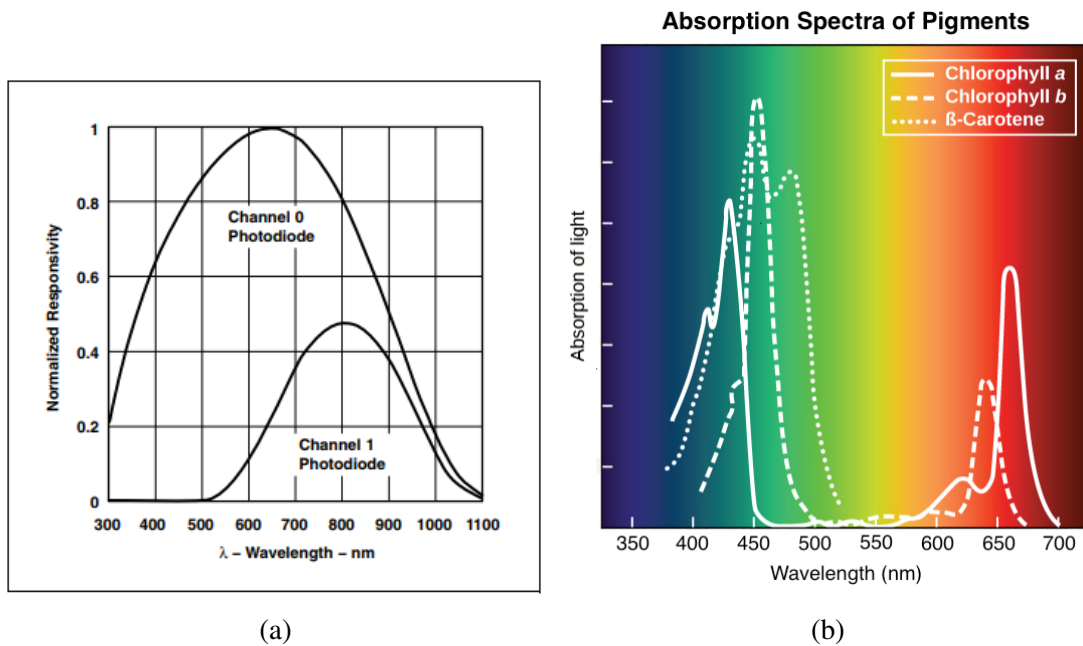 1
0.8
0.6
0.4
0.2
0
Normalized Responsivity
Channel 0
Photodiode
Channel 1
Photodiode
300 400 500 600 700 800 900 1000 1100
λ – Wavelength – nm
(a)
Absorption Spectra of Pigments
Chlorophyll a
Chlorophyll b
ß-Carotene
Absorption of light
350 400 450 500 550 600 650 700
Wavelength (nm)
(b)